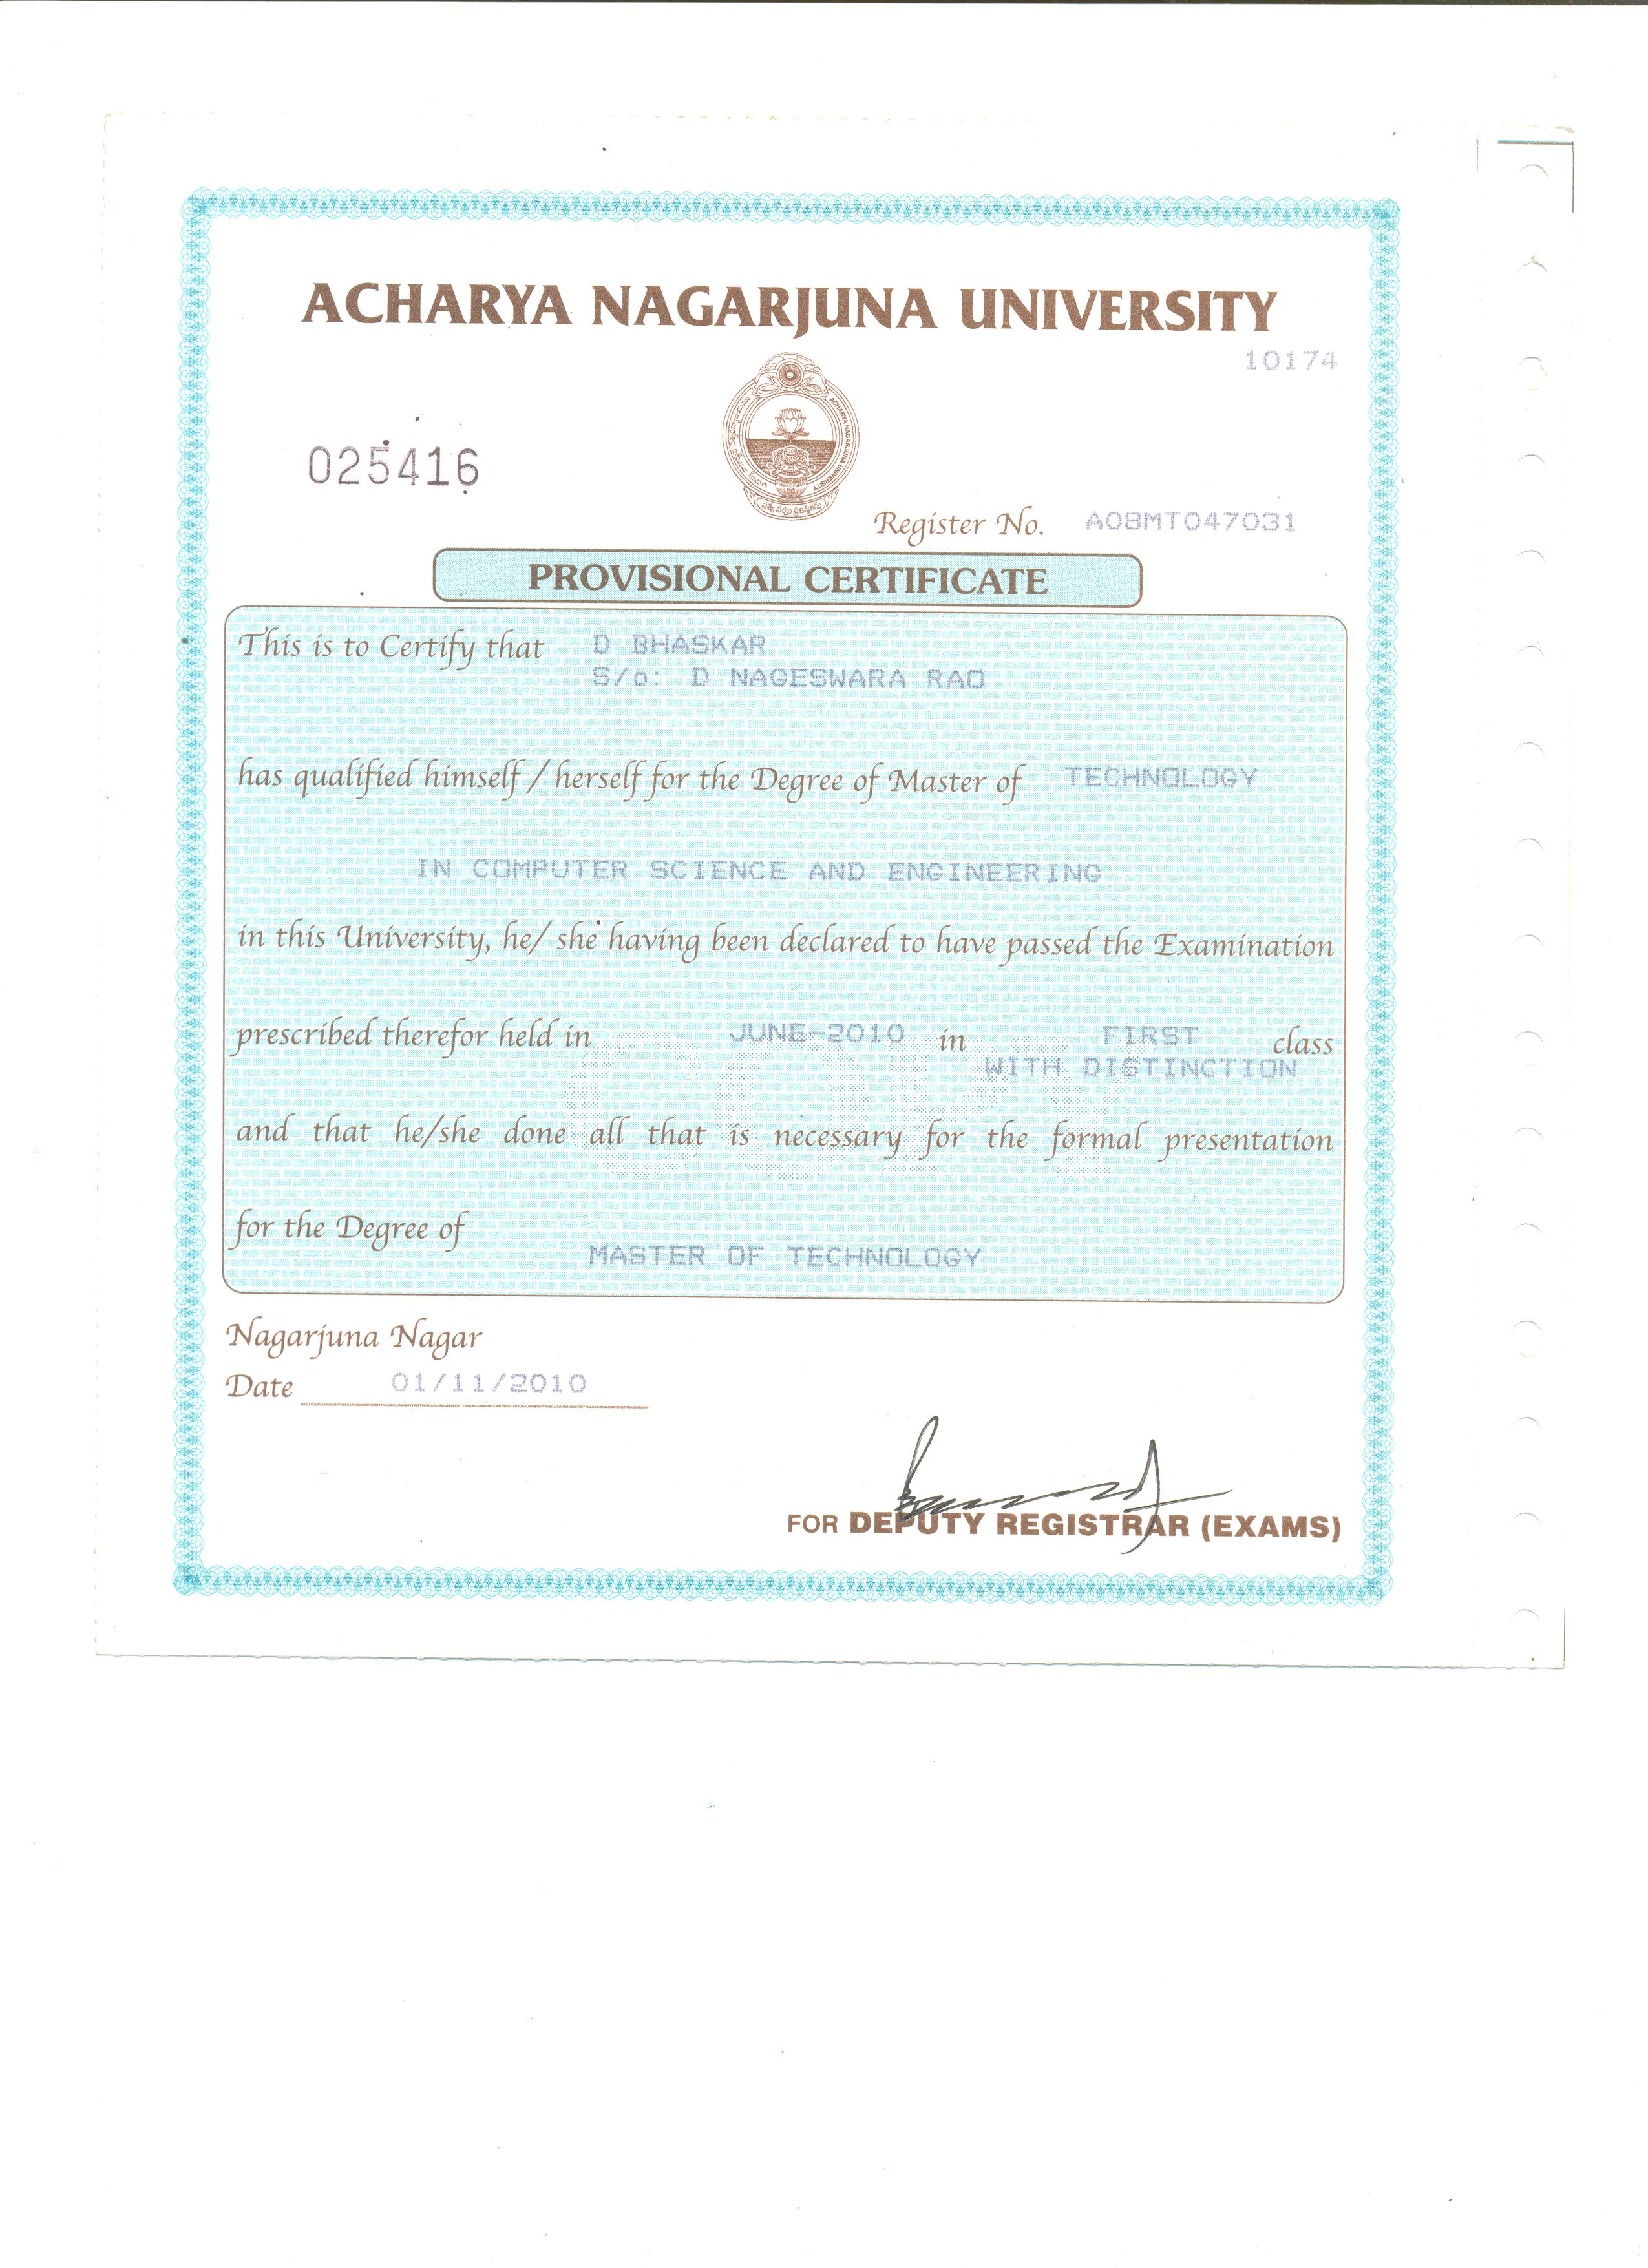 ACHARYA NAGARJUNA UNIVERSITY
10174
ACHARYA NAGARJUNA UNIVERSITY
025416
Register No. A08MT047031
PROVISIONAL CERTIFICATE
This is to Certify that D BHASKAR
S/o: D NAGESWARA RAO
has qualified himself / herself for the Degree of Master of TECHNOLOGY
IN COMPUTER SCIENCE AND ENGINEERING
in this University, he/ she having been declared to have passed the Examination
prescribed therefor held in JUNE-2010 in FIRST class
WITH DISTINCTION
COPY
and that he/she done all that is necessary for the formal presentation
for the Degree of
MASTER OF TECHNOLOGY
Nagarjuna Nagar
Date 01/11/2010
FOR DEPUTY REGISTRAR (EXAMS)